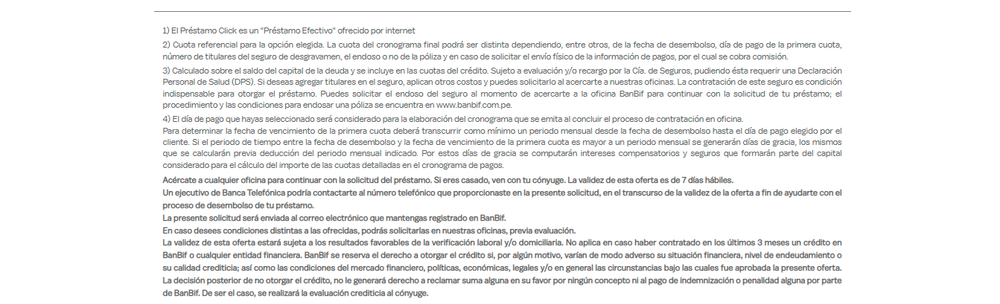 1) El Préstamo Click es un "Préstamo Efectivo" ofrecido por internet
2) Cuota referencial para la opción elegida. La cuota del cronograma final podrá ser distinta dependiendo, entre otros, de la fecha de desembolso, día de pago de la primera cuota,
número de titulares del seguro de desgravamen, el endoso o no de la póliza y en caso de solicitar el envío físico de la información de pagos, por el cual se cobra comisión.
3) Calculado sobre el saldo del capital de la deuda y se incluye en las cuotas del crédito. Sujeto a evaluación y/o recargo por la Cía. de Seguros, pudiendo ésta requerir una Declaración
Personal de Salud (DPS). Si deseas agregar titulares en el seguro, aplican otros costos y puedes solicitarlo al acercarte a nuestras oficinas. La contratación de este seguro es condición
indispensable para otorgar el préstamo. Puedes solicitar el endoso del seguro al momento de acercarte a la oficina BanBif para continuar con la solicitud de tu préstamo; el
procedimiento y las condiciones para endosar una póliza se encuentra en www.banbif.com.pe.
4) El día de pago que hayas seleccionado será considerado para la elaboración del cronograma que se emita al concluir el proceso de contratación en oficina.
Para determinar la fecha de vencimiento de la primera cuota deberá transcurrir como mínimo un periodo mensual desde la fecha de desembolso hasta el día de pago elegido por el
cliente. Si el periodo de tiempo entre la fecha de desembolso y la fecha de vencimiento de la primera cuota es mayor a un periodo mensual se generarán días de gracia, los mismos
que se calcularán previa deducción del periodo mensual indicado. Por estos días de gracia se computarán intereses compensatorios y seguros que formarán parte del capital
considerado para el cálculo del importe de las cuotas detalladas en el cronograma de pagos.
Acércate a cualquier oficina para continuar con la solicitud del préstamo. Si eres casado, ven con tu cónyuge. La validez de esta oferta es de 7 días hábiles.
Un ejecutivo de Banca Telefónica podría contactarte al número telefónico que proporcionaste en la presente solicitud, en el transcurso de la validez de la oferta a fin de ayudarte con el
proceso de desembolso de tu préstamo.
La presente solicitud será enviada al correo electrónico que mantengas registrado en BanBif.
En caso desees condiciones distintas a las ofrecidas, podrás solicitarlas en nuestras oficinas, previa evaluación.
La validez de esta oferta estará sujeta a los resultados favorables de la verificación laboral y/o domiciliaria. No aplica en caso haber contratado en los últimos 3 meses un crédito en
BanBif o cualquier entidad financiera. BanBif se reserva el derecho a otorgar el crédito si, por algún motivo, varían de modo adverso su situación financiera, nivel de endeudamiento o
su calidad crediticia; así como las condiciones del mercado financiero, políticas, económicas, legales y/o en general las circunstancias bajo las cuales fue aprobada la presente oferta.
La decisión posterior de no otorgar el crédito, no le generará derecho a reclamar suma alguna en su favor por ningún concepto ni al pago de indemnización o penalidad alguna por parte
de BanBif. De ser el caso, se realizará la evaluación crediticia al cónyuge.